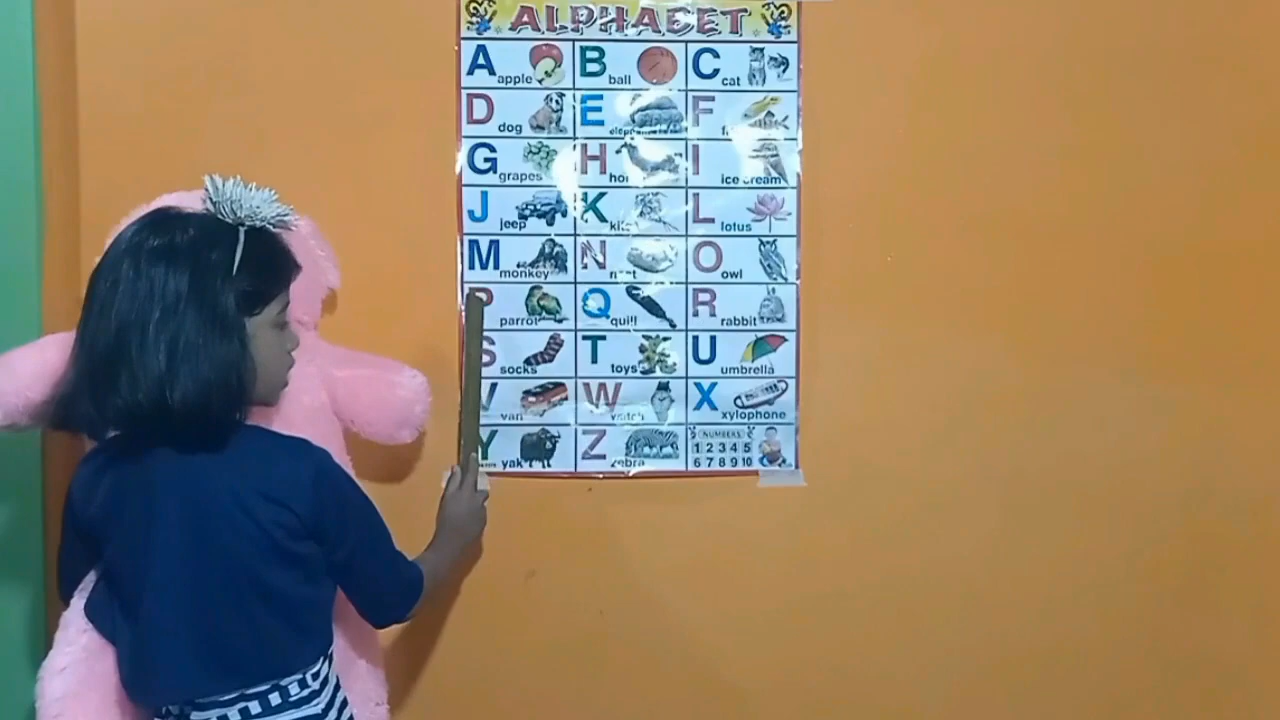 ALPHABET
A apple B ball C cat
D dog E F
G grapes H I ice cream
J jeep K L lotus
M monkey N O owl
P parrot Q quill R rabbit
S socks T toys U umbrella
V van W watch X xylophone
Y yak Z zebra NUMBERS
1 2 3 4 5
6 7 8 9 10